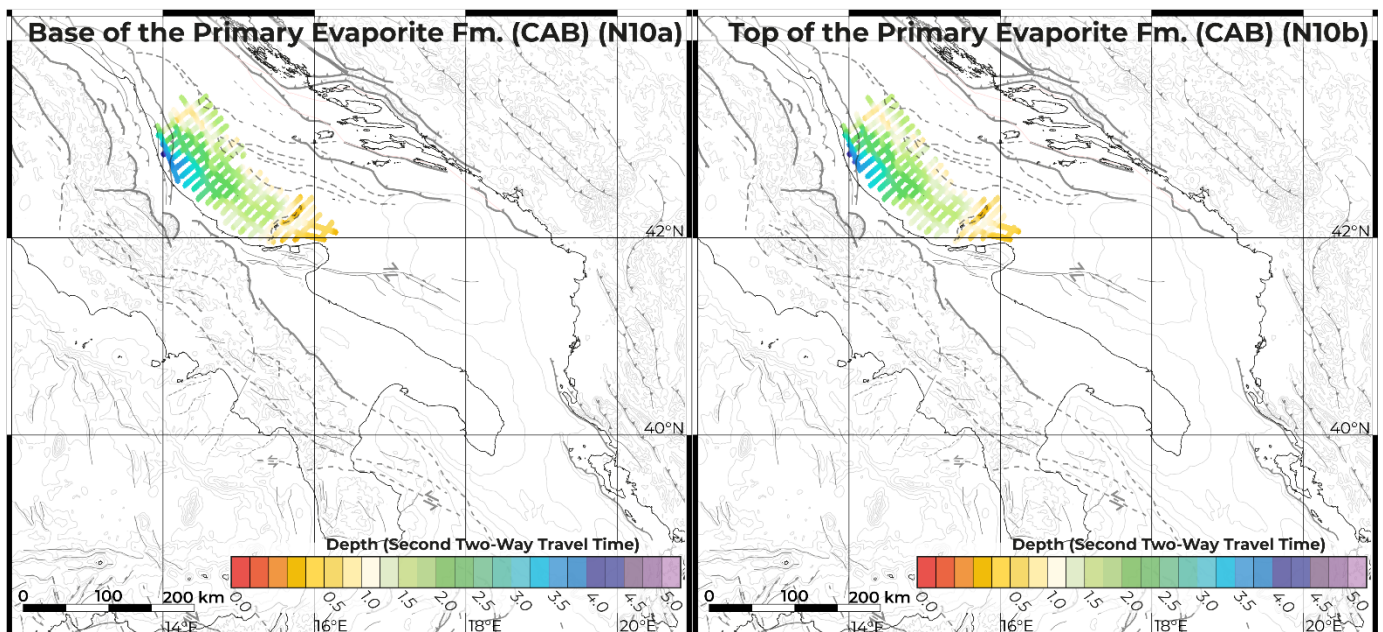 Base of the Primary Evaporite Fm. (CAB) (N10a)
42°N
40°N
Depth (Second Two-Way Travel Time)
0.0 0.5 1.0 1.5 2.0 2.5 3.0 3.5 4.0 4.5 5.0
0 100 200 km
14°E 16°E 18°E 20°E
Top of the Primary Evaporite Fm. (CAB) (N10b)
42°N
40°N
Depth (Second Two-Way Travel Time)
0.0 0.5 1.0 1.5 2.0 2.5 3.0 3.5 4.0 4.5 5.0
0 100 200 km
14°E 16°E 18°E 20°E